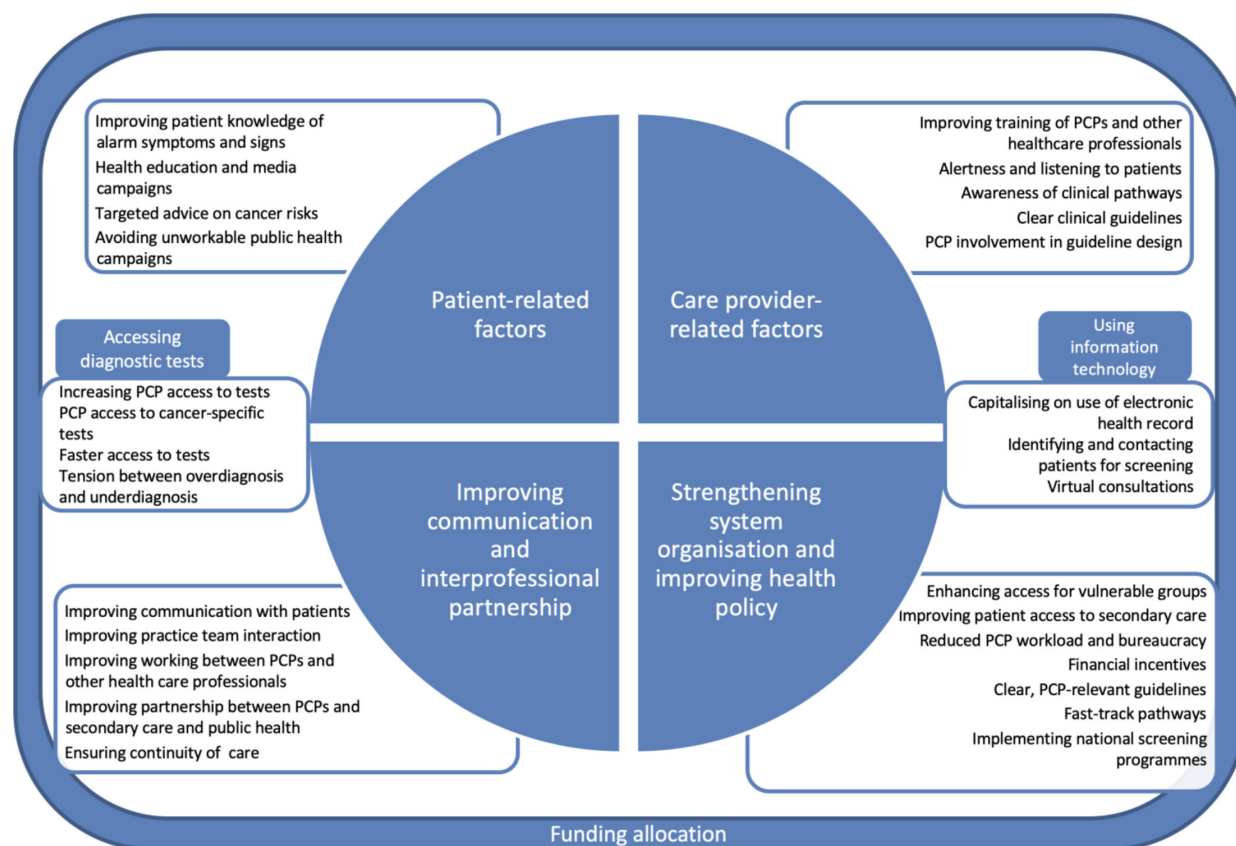 Improving patient knowledge of
alarm symptoms and signs
Health education and media
campaigns
Targeted advice on cancer risks
Avoiding unworkable public health
campaigns
Improving training of PCPs and other
healthcare professionals
Alertness and listening to patients
Awareness of clinical pathways
Clear clinical guidelines
PCP involvement in guideline design
Patient-related
factors
Care provider-
related factors
Accessing
diagnostic tests
Increasing PCP access to tests
PCP access to cancer-specific
tests
Faster access to tests
Tension between overdiagnosis
and underdiagnosis
Using
information
technology
Capitalising on use of electronic
health record
Identifying and contacting
patients for screening
Virtual consultations
Improving
communication
and
interprofessional
partnership
Strengthening
system
organisation and
improving health
policy
Improving communication with patients
Improving practice team interaction
Improving working between PCPs and
other health care professionals
Improving partnership between PCPs and
secondary care and public health
Ensuring continuity of care
Enhancing access for vulnerable groups
Improving patient access to secondary care
Reduced PCP workload and bureaucracy
Financial incentives
Clear, PCP-relevant guidelines
Fast-track pathways
Implementing national screening
programmes
Funding allocation